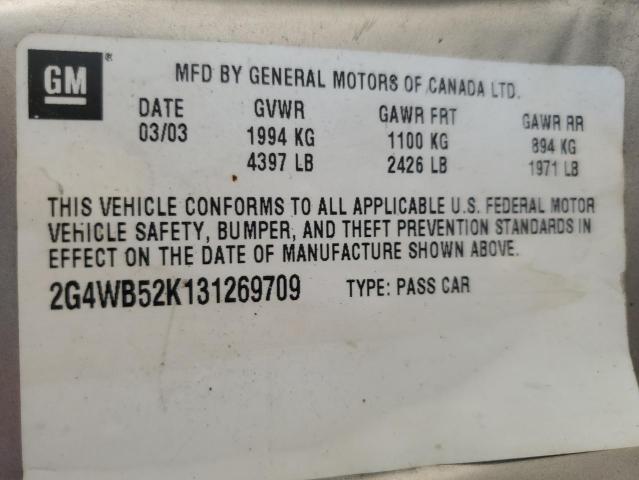 GM®
MFD BY GENERAL MOTORS OF CANADA LTD.
DATE GVWR GAWR FRT GAWR RR
03/03 1994 KG 1100 KG 894 KG
4397 LB 2426 LB 1971 LB
THIS VEHICLE CONFORMS TO ALL APPLICABLE U.S. FEDERAL MOTOR
VEHICLE SAFETY, BUMPER, AND THEFT PREVENTION STANDARDS IN
EFFECT ON THE DATE OF MANUFACTURE SHOWN ABOVE.
2G4WB52K131269709 TYPE: PASS CAR